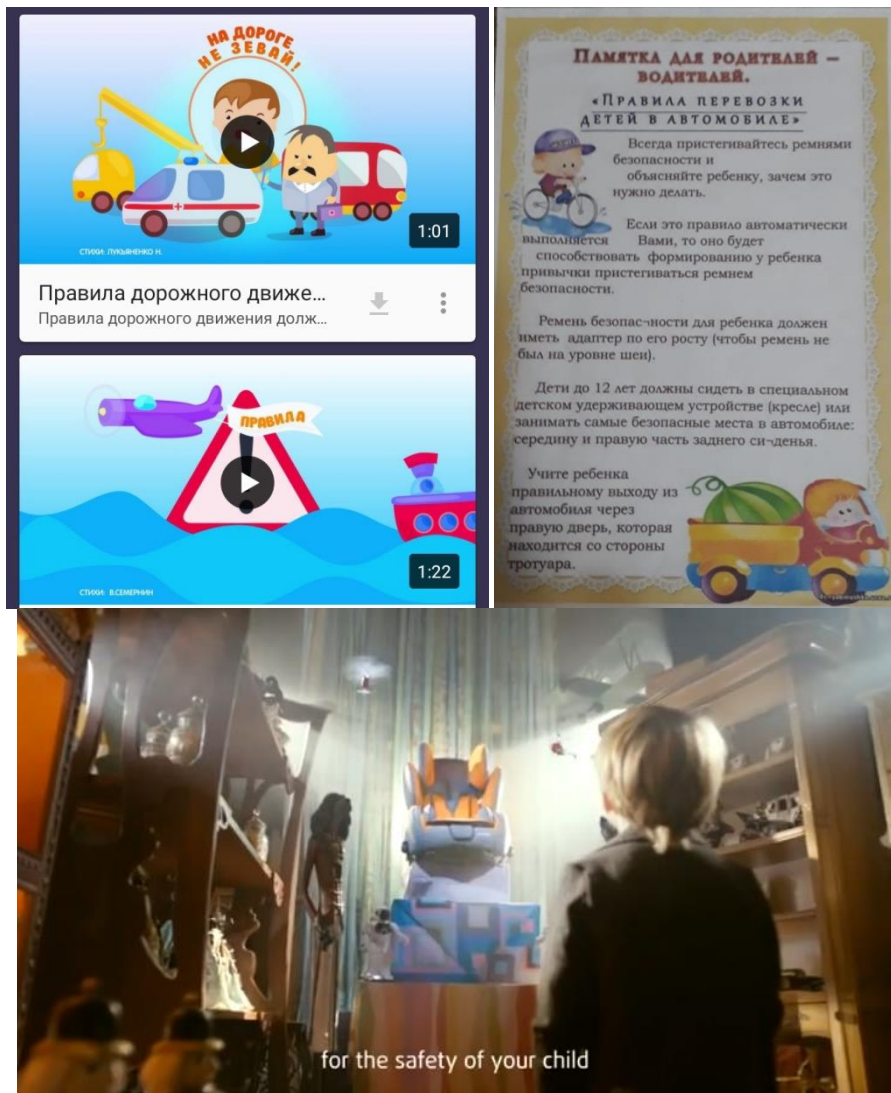 НА ДОРОГЕ
НЕ ЗЕВАЙ!
1:01
СТИХИ: ЛУКЬЯНЕНКО Н.
Правила дорожного движе...
Правила дорожного движения долж...
ПРАВИЛА
1:22
СТИХИ: В.СЕМЕРНИН
ПАМЯТКА ДЛЯ РОДИТЕЛЕЙ –
ВОДИТЕЛЕЙ.
«ПРАВИЛА ПЕРЕВОЗКИ
ДЕТЕЙ В АВТОМОБИЛЕ»
Всегда пристегивайтесь ремнями
безопасности и
объясняйте ребенку, зачем это
нужно делать.
Если это правило автоматически
выполняется Вами, то оно будет
способствовать формированию у ребенка
привычки пристегиваться ремнем
безопасности.
Ремень безопас¬ности для ребенка должен
иметь адаптер по его росту (чтобы ремень не
был на уровне шеи).
Дети до 12 лет должны сидеть в специальном
детском удерживающем устройстве (кресле) или
занимать самые безопасные места в автомобиле:
середину и правую часть заднего си¬денья.
Учите ребенка
правильному выходу из
автомобиля через
правую дверь, которая
находится со стороны
тротуара.
for the safety of your child